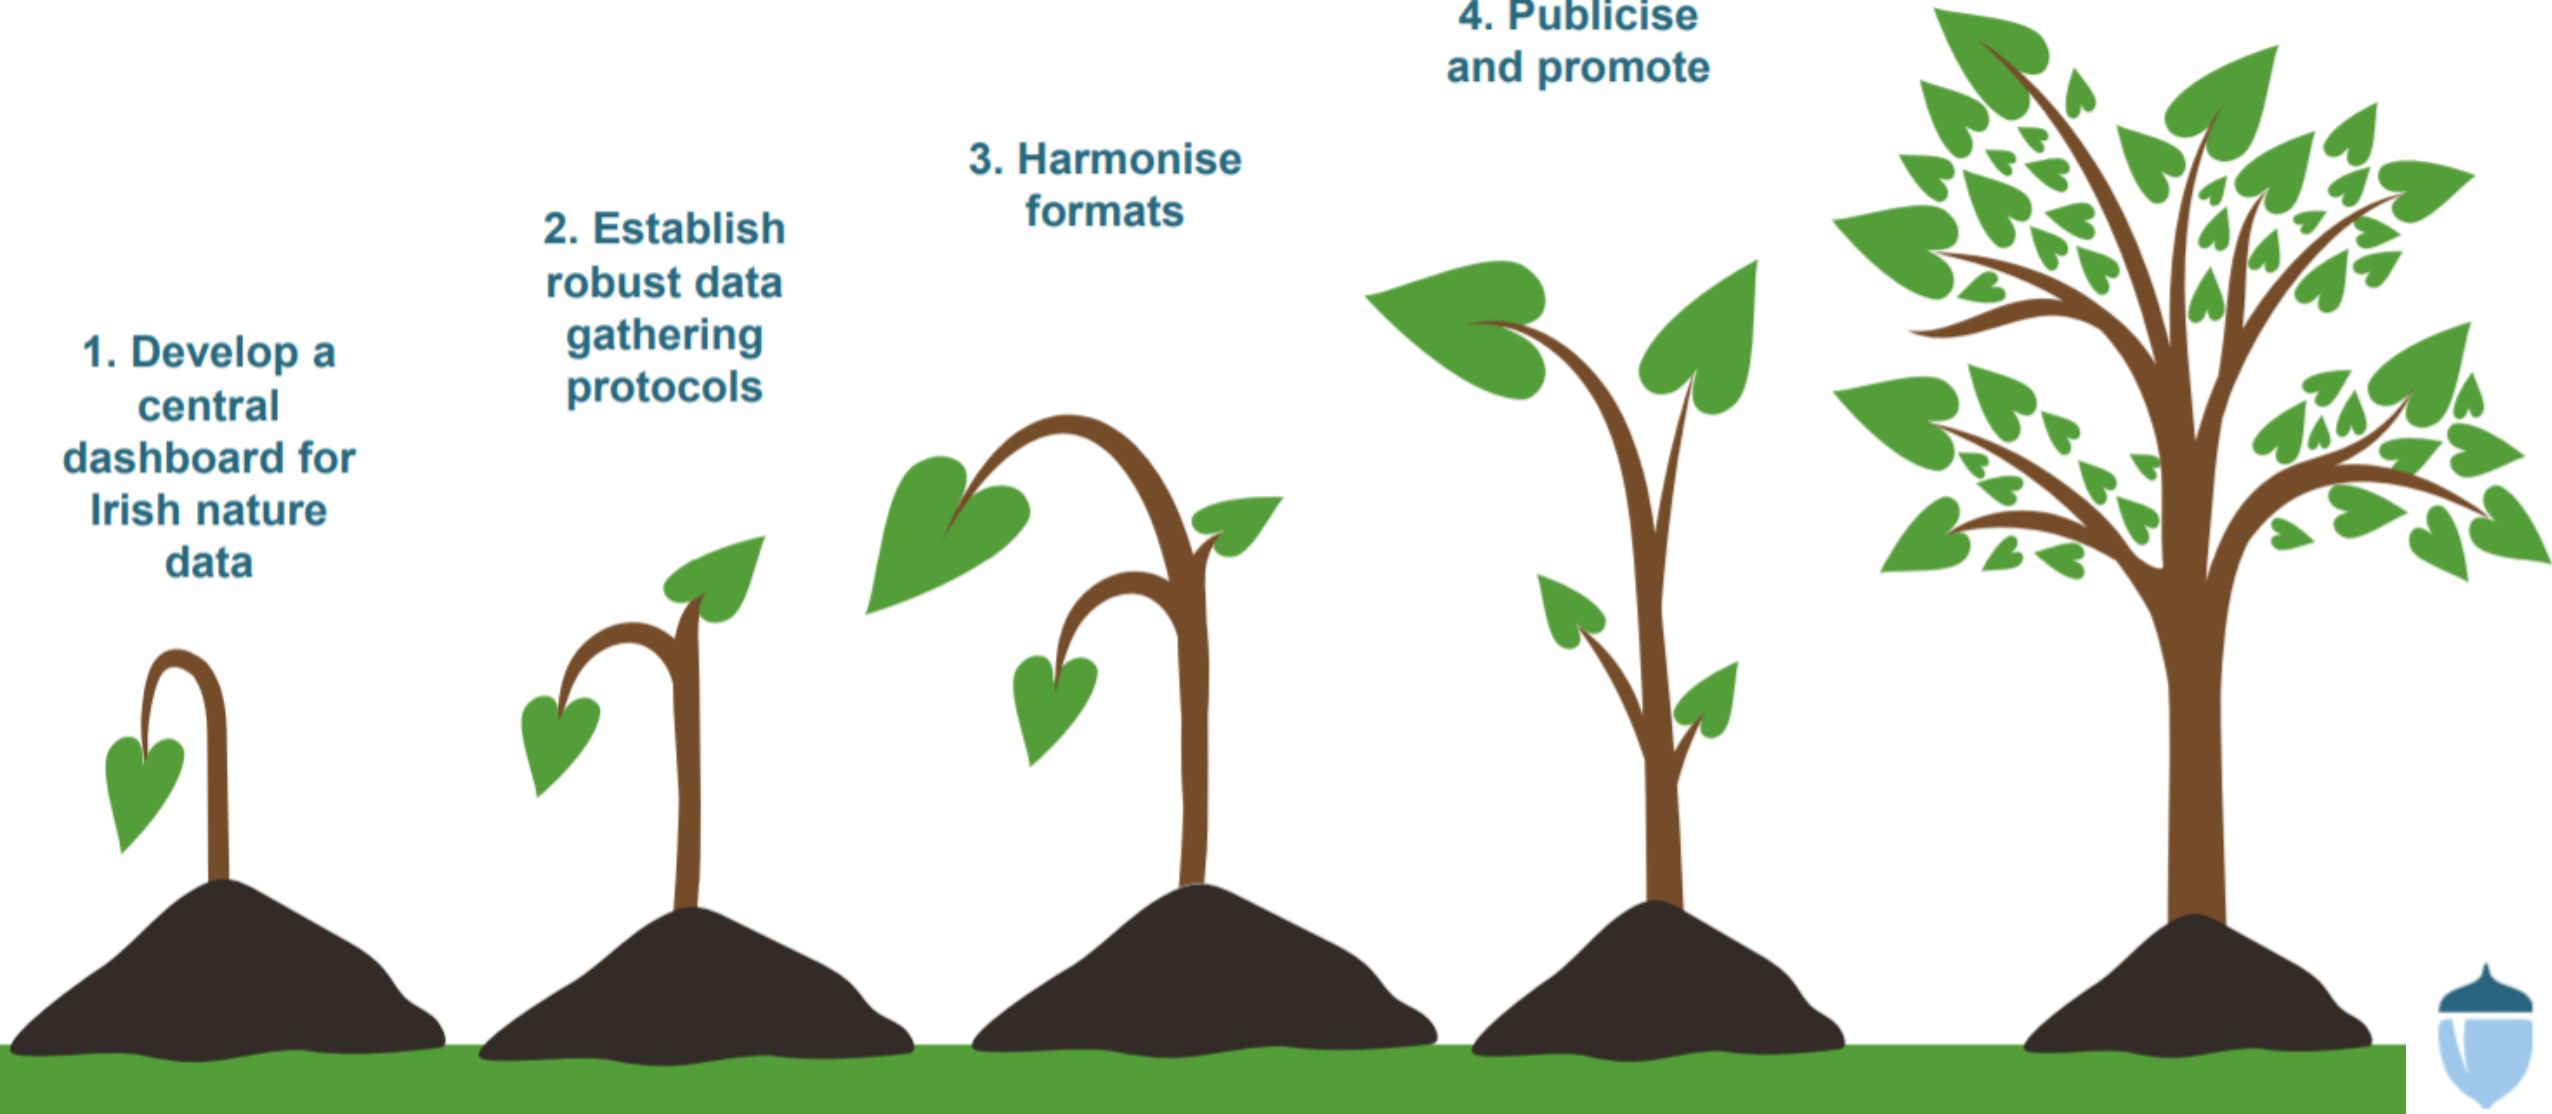 1. Develop a
central
dashboard for
Irish nature
data
2. Establish
robust data
gathering
protocols
3. Harmonise
formats
4. Publicise
and promote